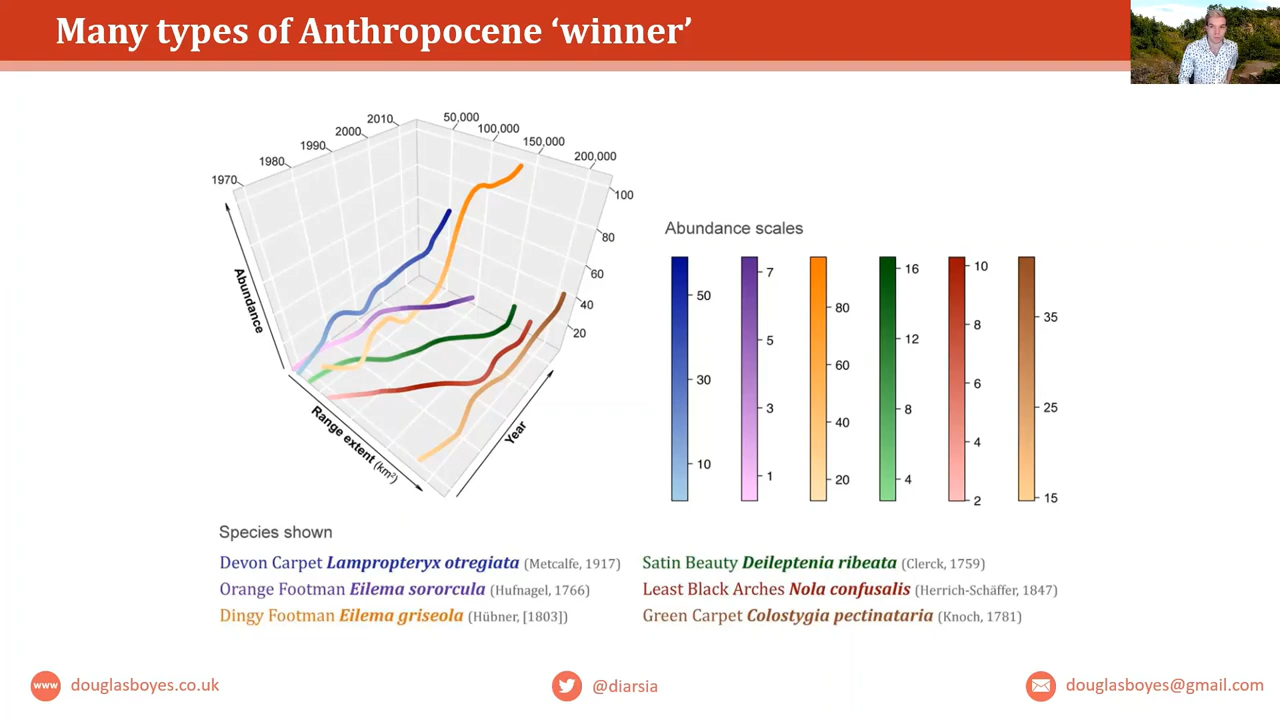 Many types of Anthropocene ‘winner’
1970
1980
1990
2000
2010
50,000
100,000
150,000
200,000
100
80
60
40
20
Abundance
Range extent (km²)
Year
Abundance scales
50
30
10
7
5
3
1
80
60
40
20
16
12
8
4
10
8
6
4
2
35
25
15
Species shown
Devon Carpet Lampropteryx otregiata (Metcalfe, 1917)
Orange Footman Eilema sororcula (Hufnagel, 1766)
Dingy Footman Eilema griseola (Hübner, [1803])
Satin Beauty Deileptenia ribeata (Clerck, 1759)
Least Black Arches Nola confusalis (Herrich-Schäffer, 1847)
Green Carpet Colostygia pectinataria (Knoch, 1781)
www douglasboyes.co.uk
@diarsia
douglasboyes@gmail.com